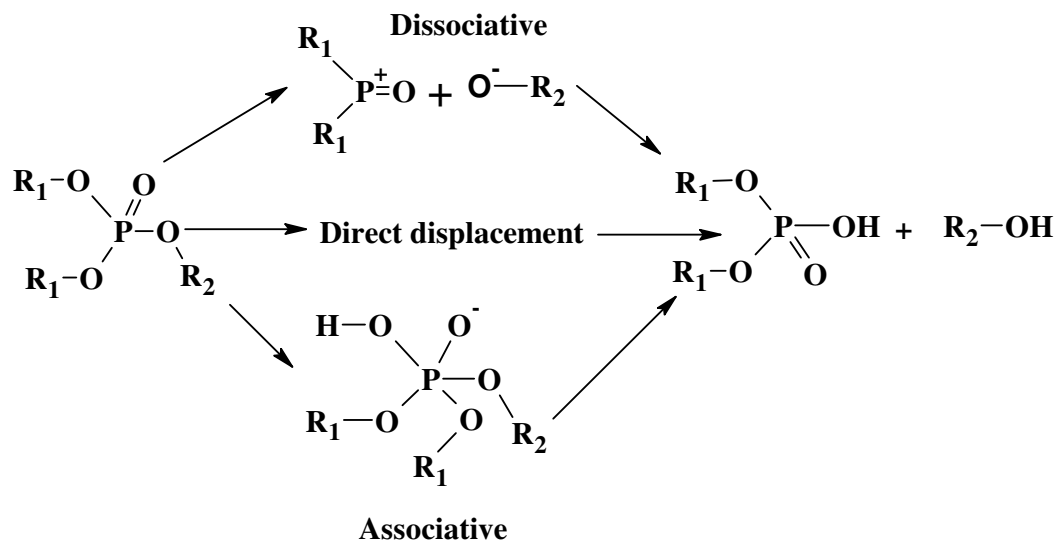 Dissociative
R1
P+=O + O-—R2
R1
R1—O O
P—O
R1—O R2
Direct displacement
R1—O
P—OH + R2—OH
R1—O O
H—O O-
P—O
R1—O O R2
R1
Associative